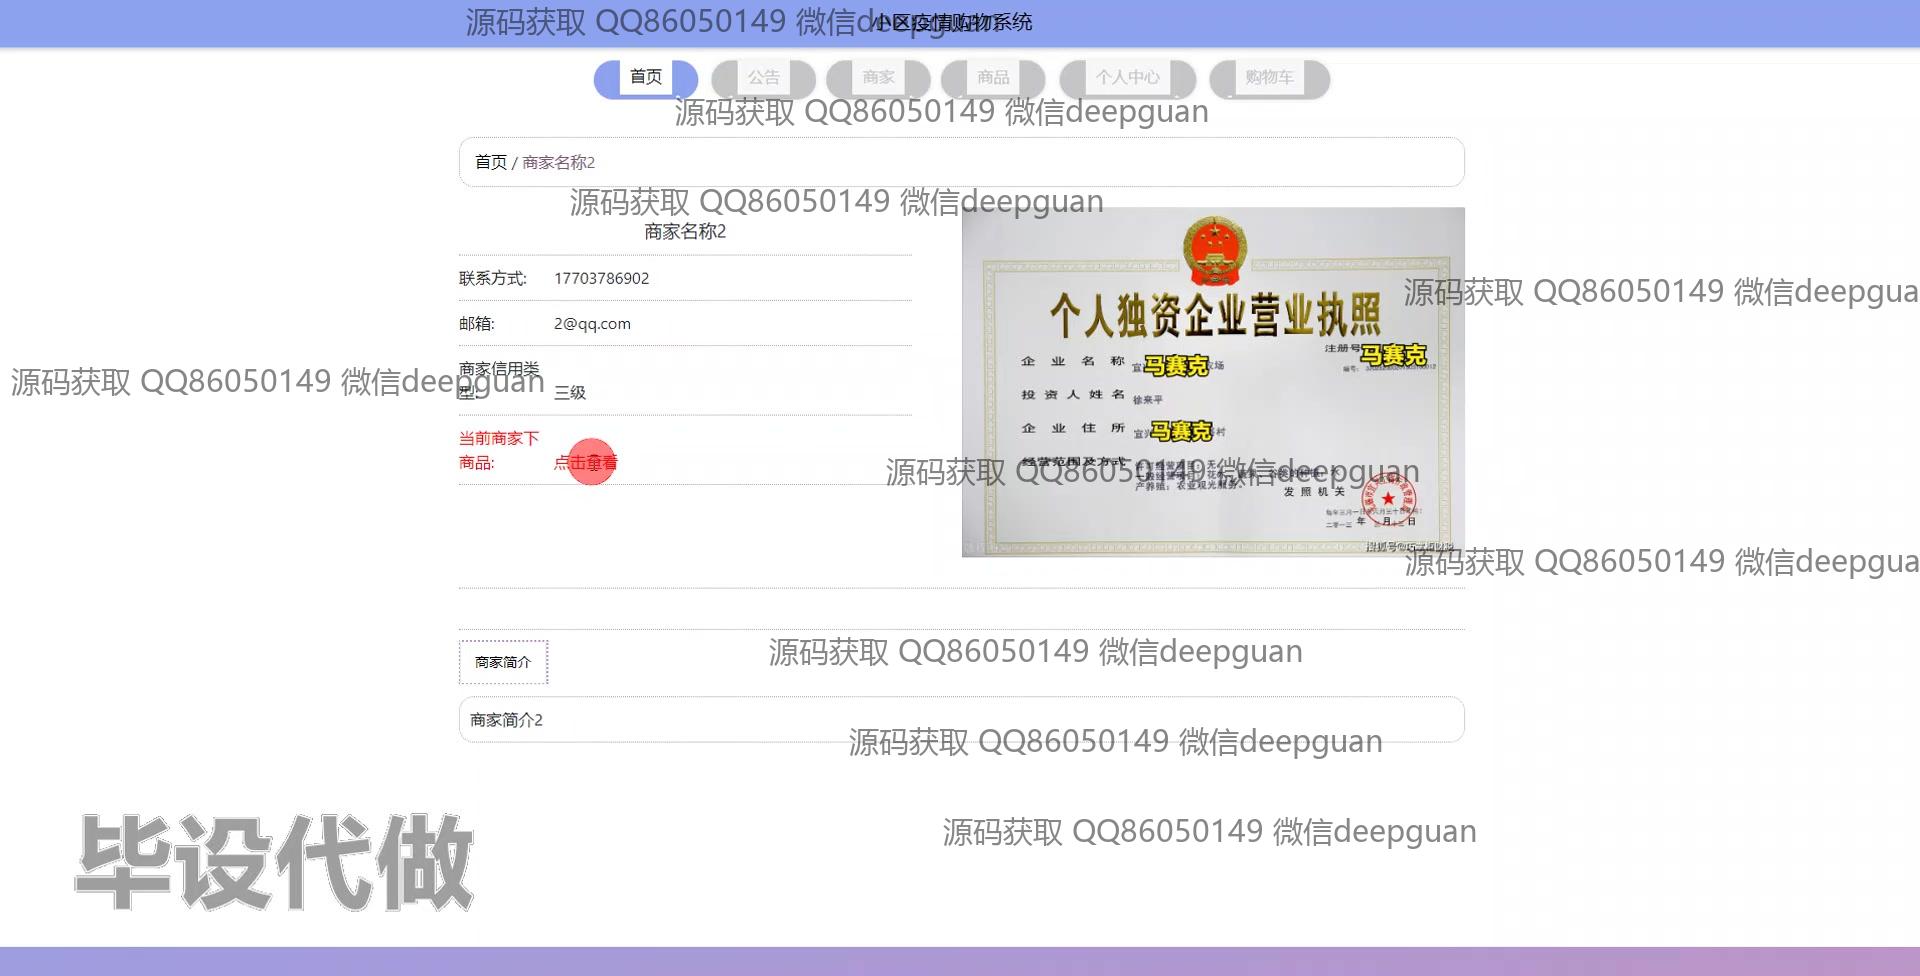 小区疫情购物系统
源码获取 QQ86050149 微信deepguan
首页 公告 商家 商品 个人中心 购物车
源码获取 QQ86050149 微信deepguan
首页 / 商家名称2
源码获取 QQ86050149 微信deepguan
商家名称2
联系方式: 17703786902
邮箱: 2@qq.com
商家信用类
型: 三级
源码获取 QQ86050149 微信deepguan
当前商家下
商品: 点击查看
个人独资企业营业执照
源码获取 QQ86050149 微信deepgua
注册号 马赛克
企业名称 马赛克 农场
编号:
投资人姓名 徐来平
企业住所 马赛克 村
经营范围及方式
源码获取 QQ86050149 微信deepguan
发照机关
年 月 日
源码获取 QQ86050149 微信deepgua
商家简介
源码获取 QQ86050149 微信deepguan
商家简介2
源码获取 QQ86050149 微信deepguan
源码获取 QQ86050149 微信deepguan
毕设代做